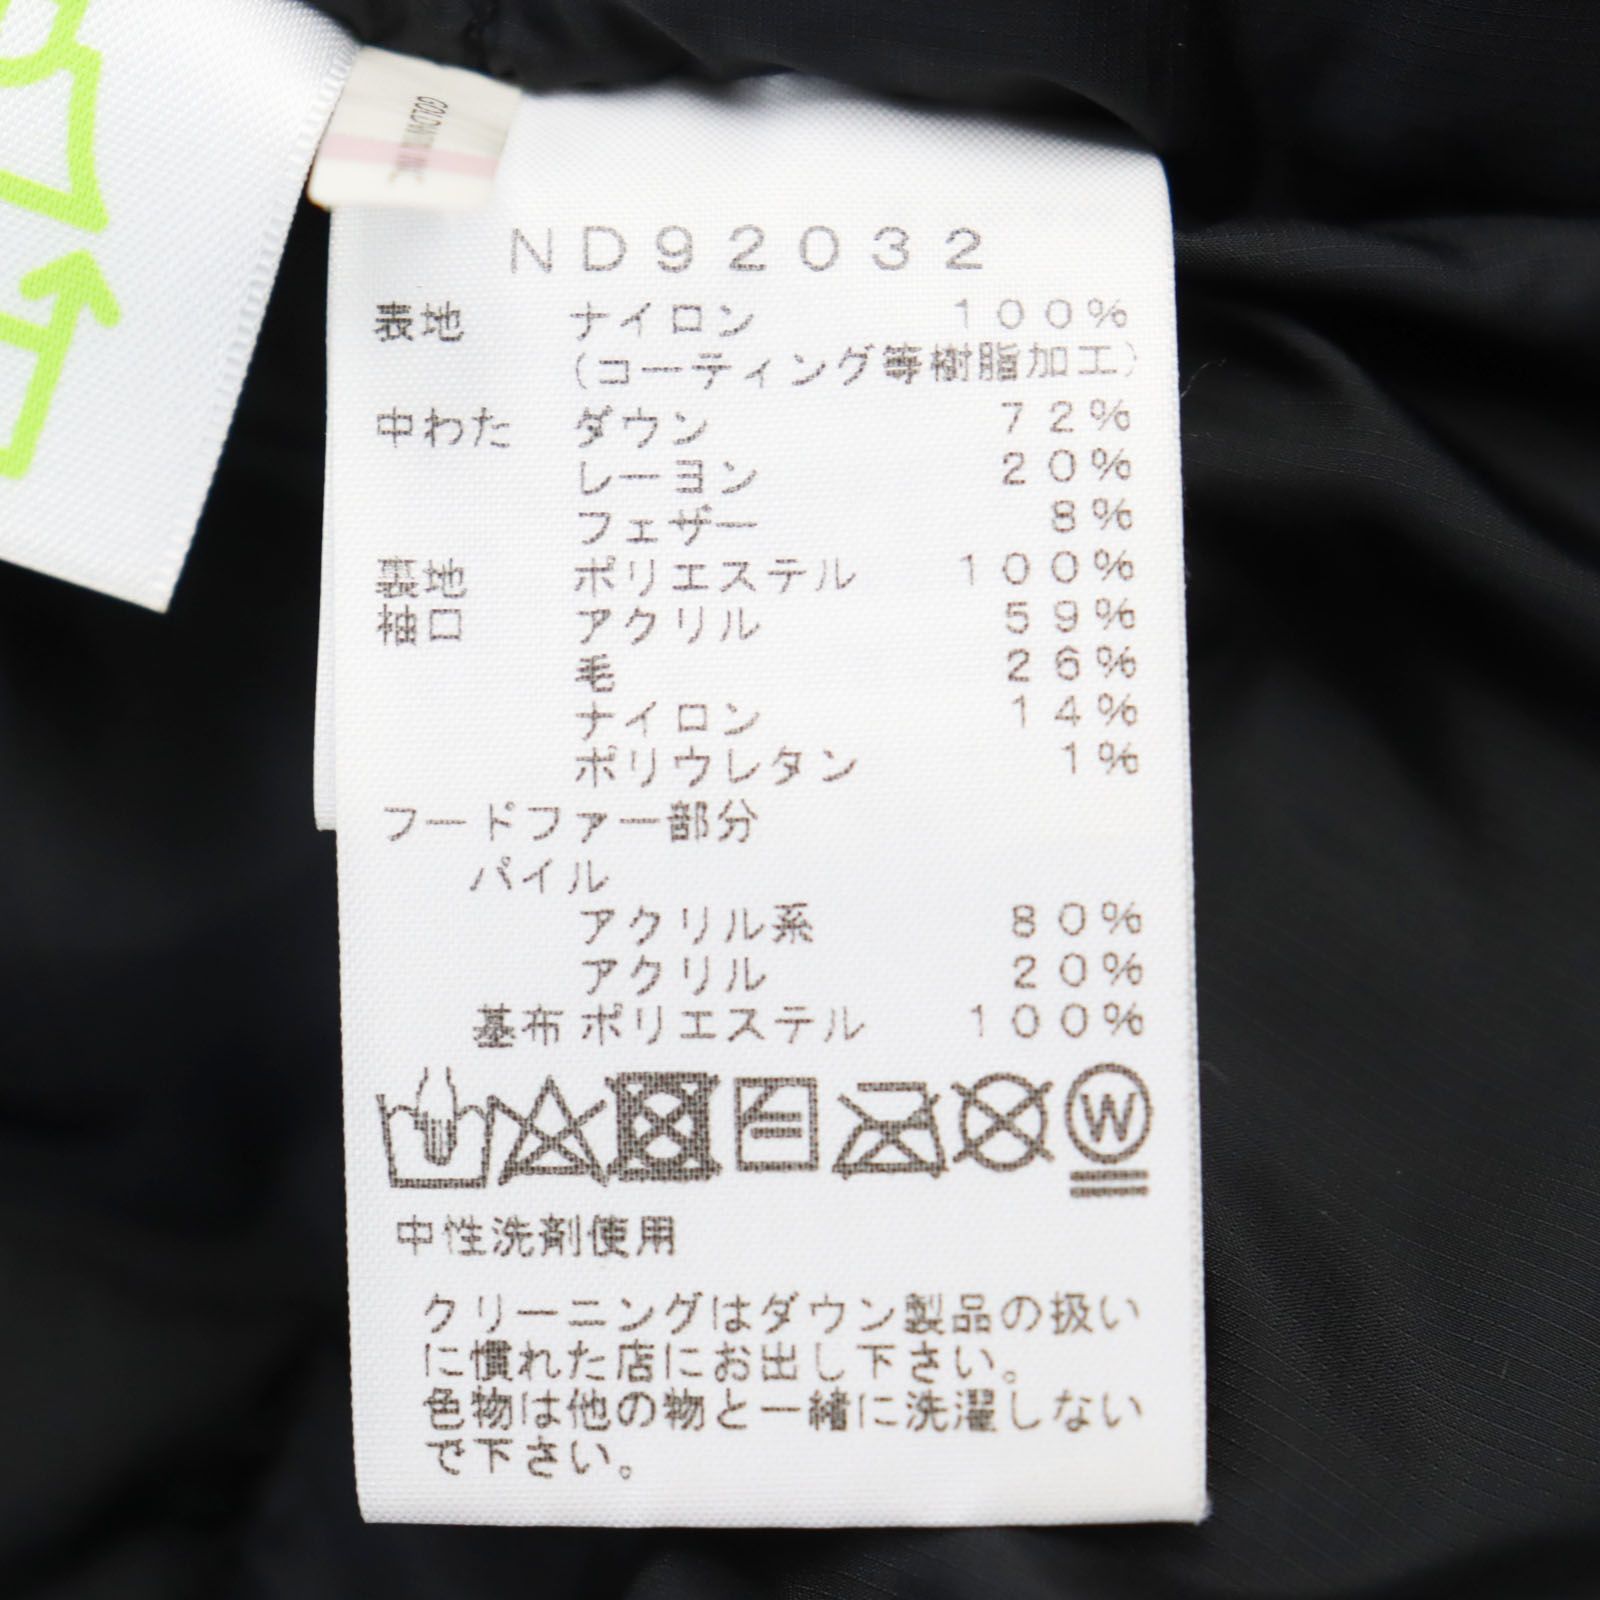 GOLDWIN INC.
ND92032
表地 ナイロン 100%
(コーティング等樹脂加工)
中わた ダウン 72%
レーヨン 20%
フェザー 8%
裏地 ポリエステル 100%
袖口 アクリル 59%
毛 26%
ナイロン 14%
ポリウレタン 1%
フードファー部分
パイル
アクリル系 80%
アクリル 20%
基布 ポリエステル 100%
W
中性洗剤使用
クリーニングはダウン製品の扱い
に慣れた店にお出し下さい。
色物は他の物と一緒に洗濯しない
で下さい。